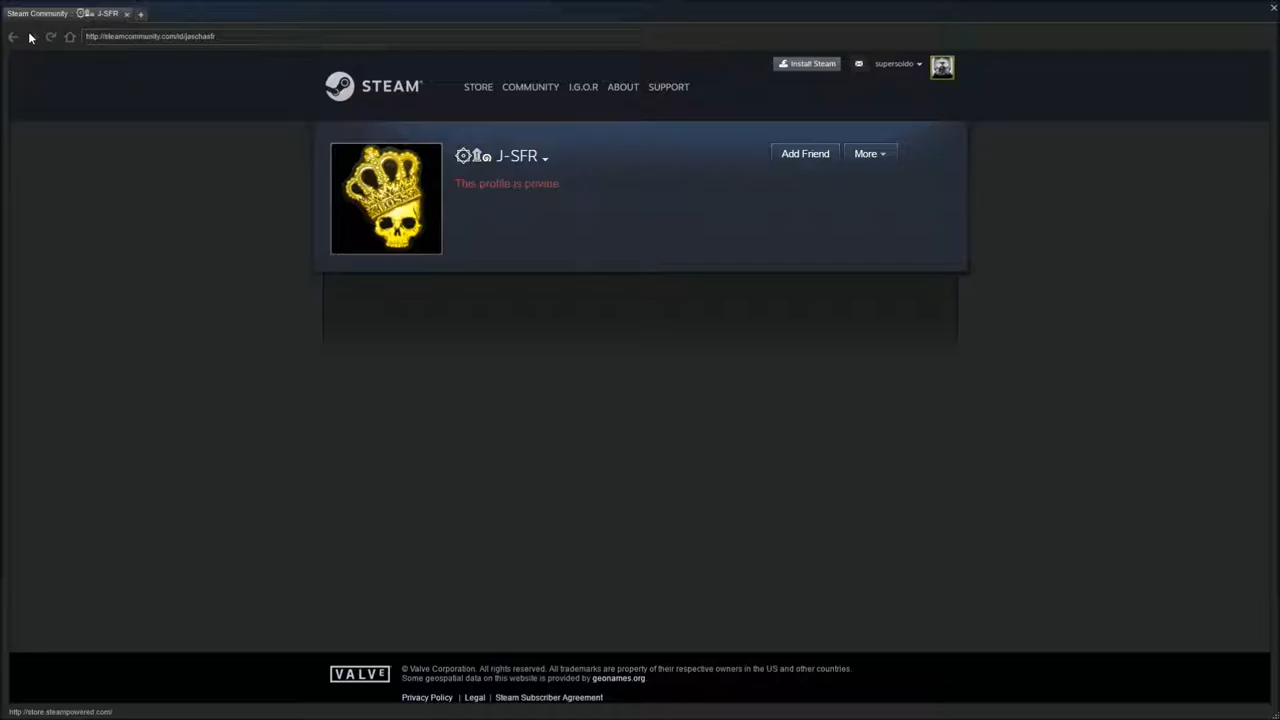 Steam Community :: J-SFR
http://steamcommunity.com/id/jaschasfr
Install Steam
supersoldo
STEAM®
STORE COMMUNITY I.G.O.R ABOUT SUPPORT
J-SFR
Add Friend
More
This profile is private.
BOSS
VALVE
© Valve Corporation. All rights reserved. All trademarks are property of their respective owners in the US and other countries.
Some geospatial data on this website is provided by geonames.org.
Privacy Policy | Legal | Steam Subscriber Agreement
http://store.steampowered.com/